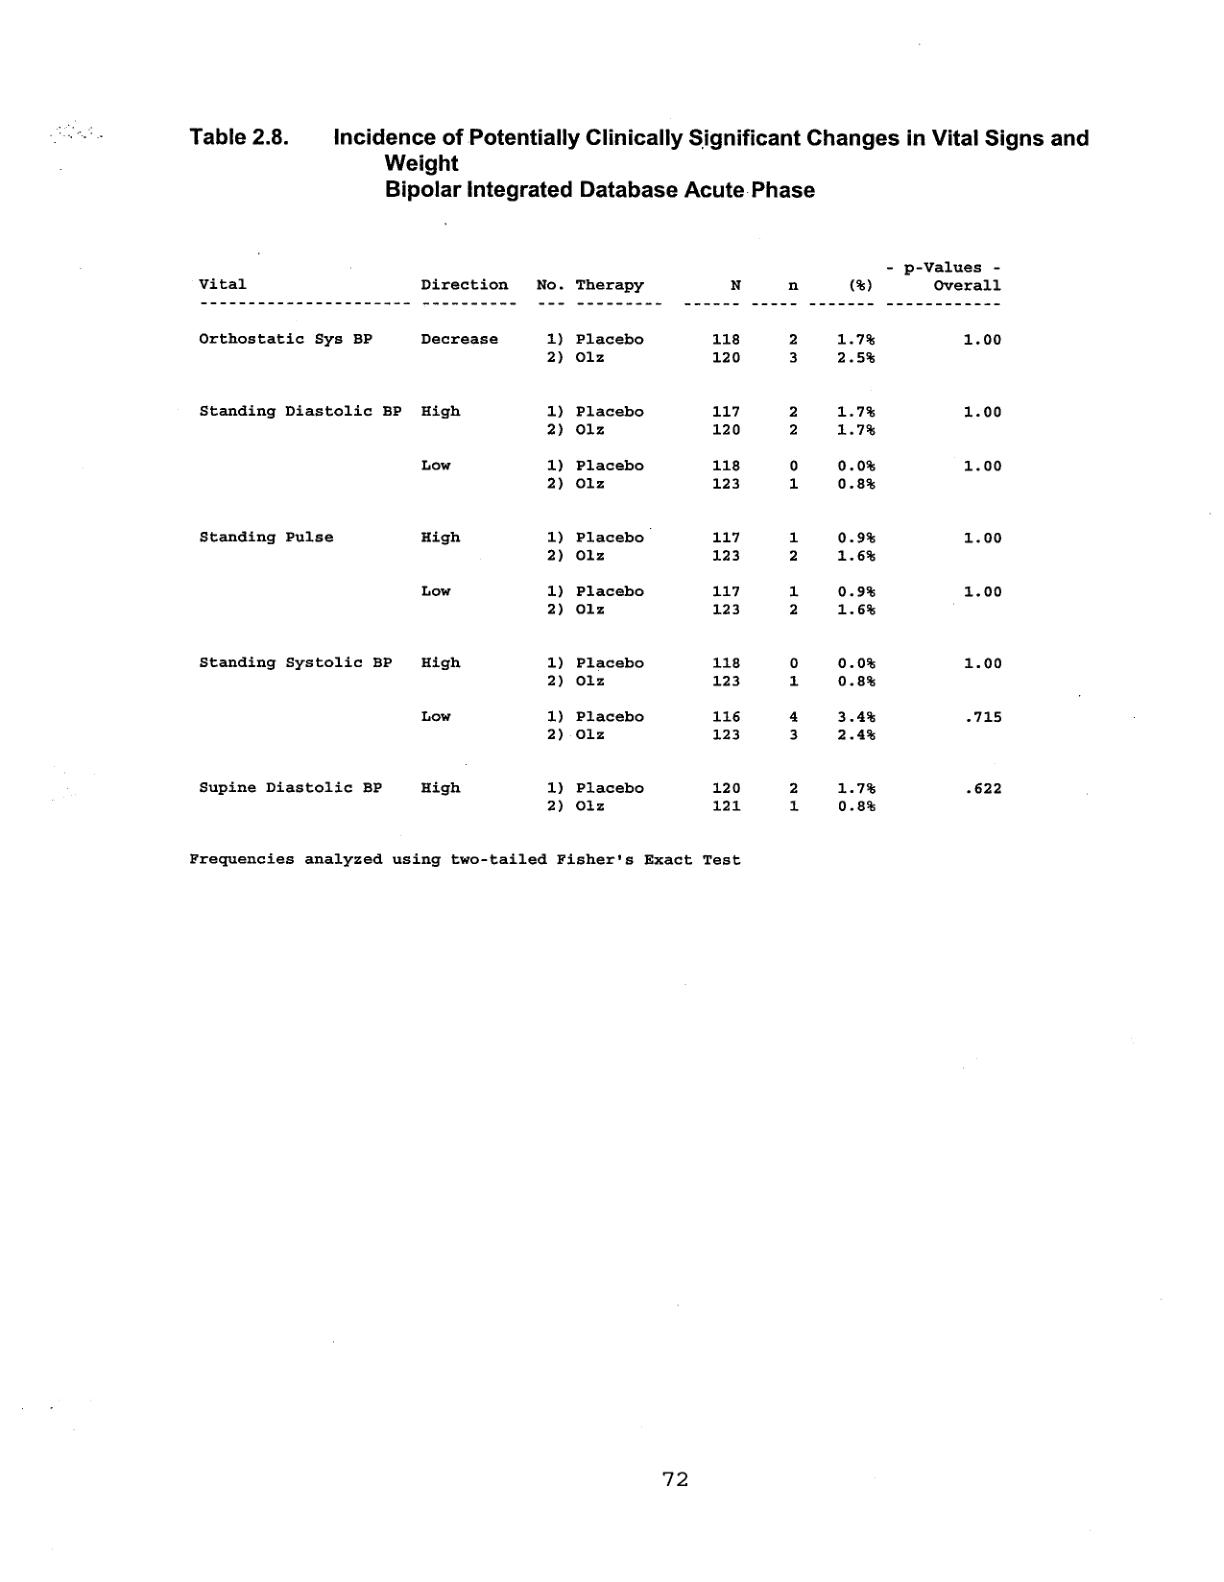 Table 2.8. Incidence of Potentially Clinically Significant Changes in Vital Signs and
Weight
Bipolar Integrated Database Acute Phase
- p-Values -
Vital Direction No. Therapy N n (%) Overall
---------------------- ---------- --- --------- ------ ----- ------- ------------
Orthostatic Sys BP Decrease 1) Placebo 118 2 1.7% 1.00
2) Olz 120 3 2.5%
Standing Diastolic BP High 1) Placebo 117 2 1.7% 1.00
2) Olz 120 2 1.7%
Low 1) Placebo 118 0 0.0% 1.00
2) Olz 123 1 0.8%
Standing Pulse High 1) Placebo 117 1 0.9% 1.00
2) Olz 123 2 1.6%
Low 1) Placebo 117 1 0.9% 1.00
2) Olz 123 2 1.6%
Standing Systolic BP High 1) Placebo 118 0 0.0% 1.00
2) Olz 123 1 0.8%
Low 1) Placebo 116 4 3.4% .715
2) Olz 123 3 2.4%
Supine Diastolic BP High 1) Placebo 120 2 1.7% .622
2) Olz 121 1 0.8%
Frequencies analyzed using two-tailed Fisher's Exact Test
72